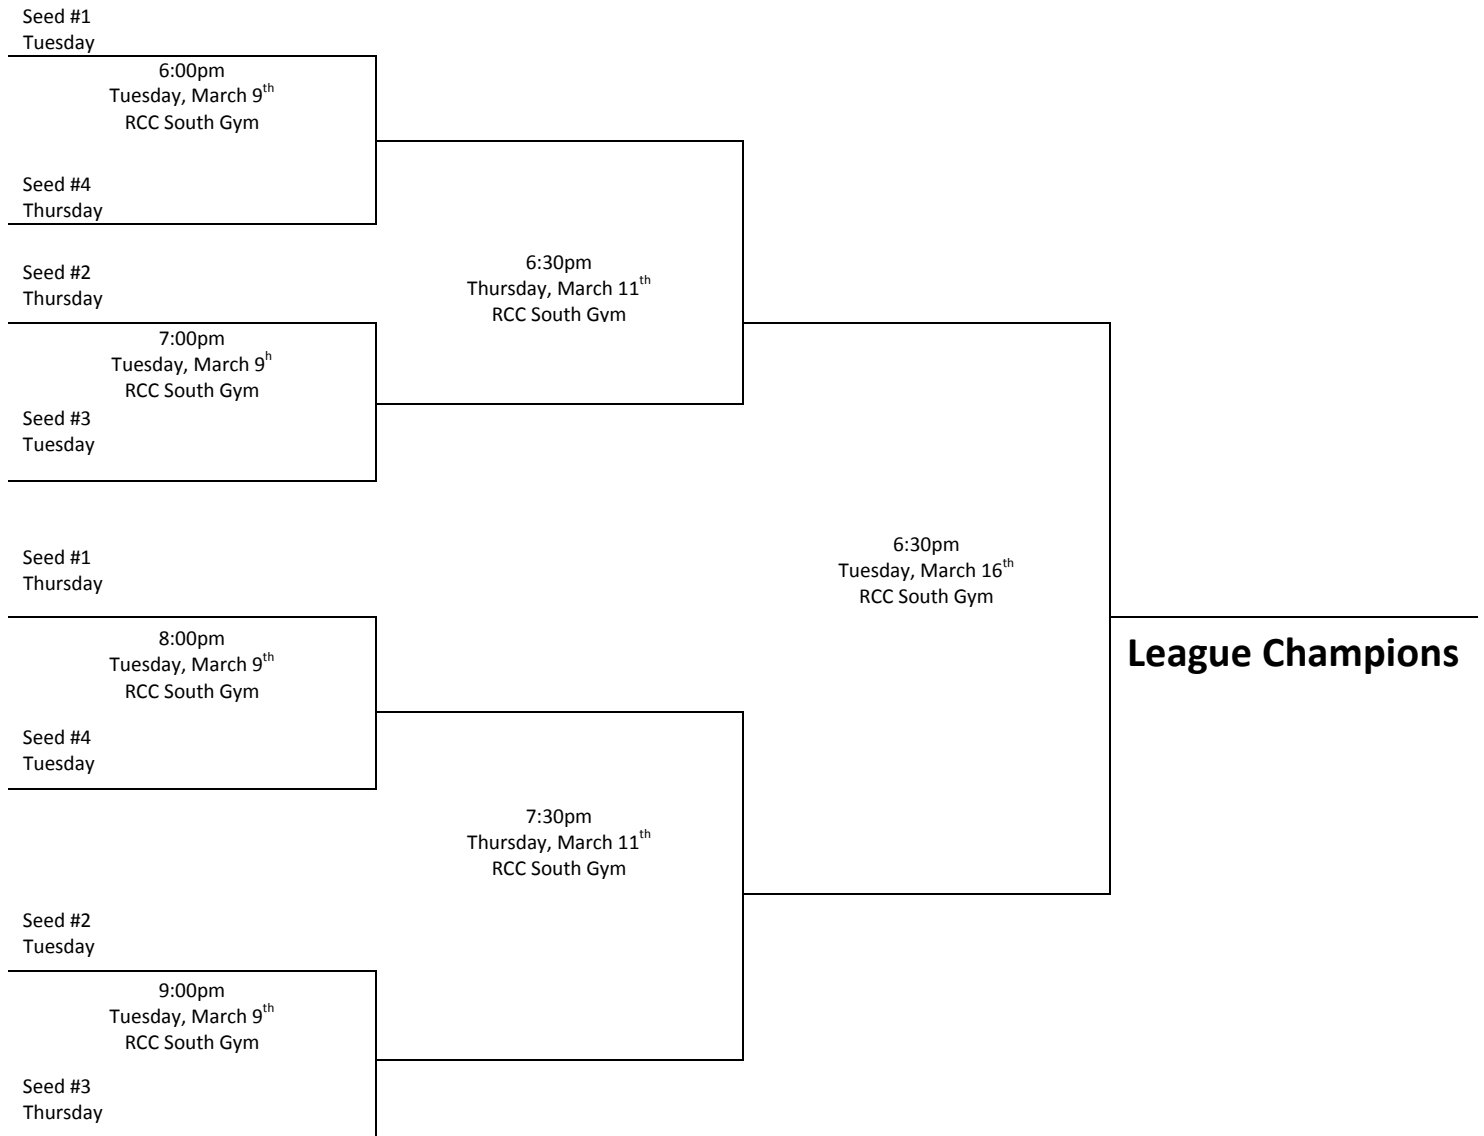 Seed #1
Tuesday
6:00pm
Tuesday, March 9th
RCC South Gym
Seed #4
Thursday
Seed #2
Thursday
7:00pm
Tuesday, March 9h
RCC South Gym
Seed #3
Tuesday
6:30pm
Thursday, March 11th
RCC South Gym
Seed #1
Thursday
8:00pm
Tuesday, March 9th
RCC South Gym
Seed #4
Tuesday
Seed #2
Tuesday
9:00pm
Tuesday, March 9th
RCC South Gym
Seed #3
Thursday
7:30pm
Thursday, March 11th
RCC South Gym
6:30pm
Tuesday, March 16th
RCC South Gym
League Champions